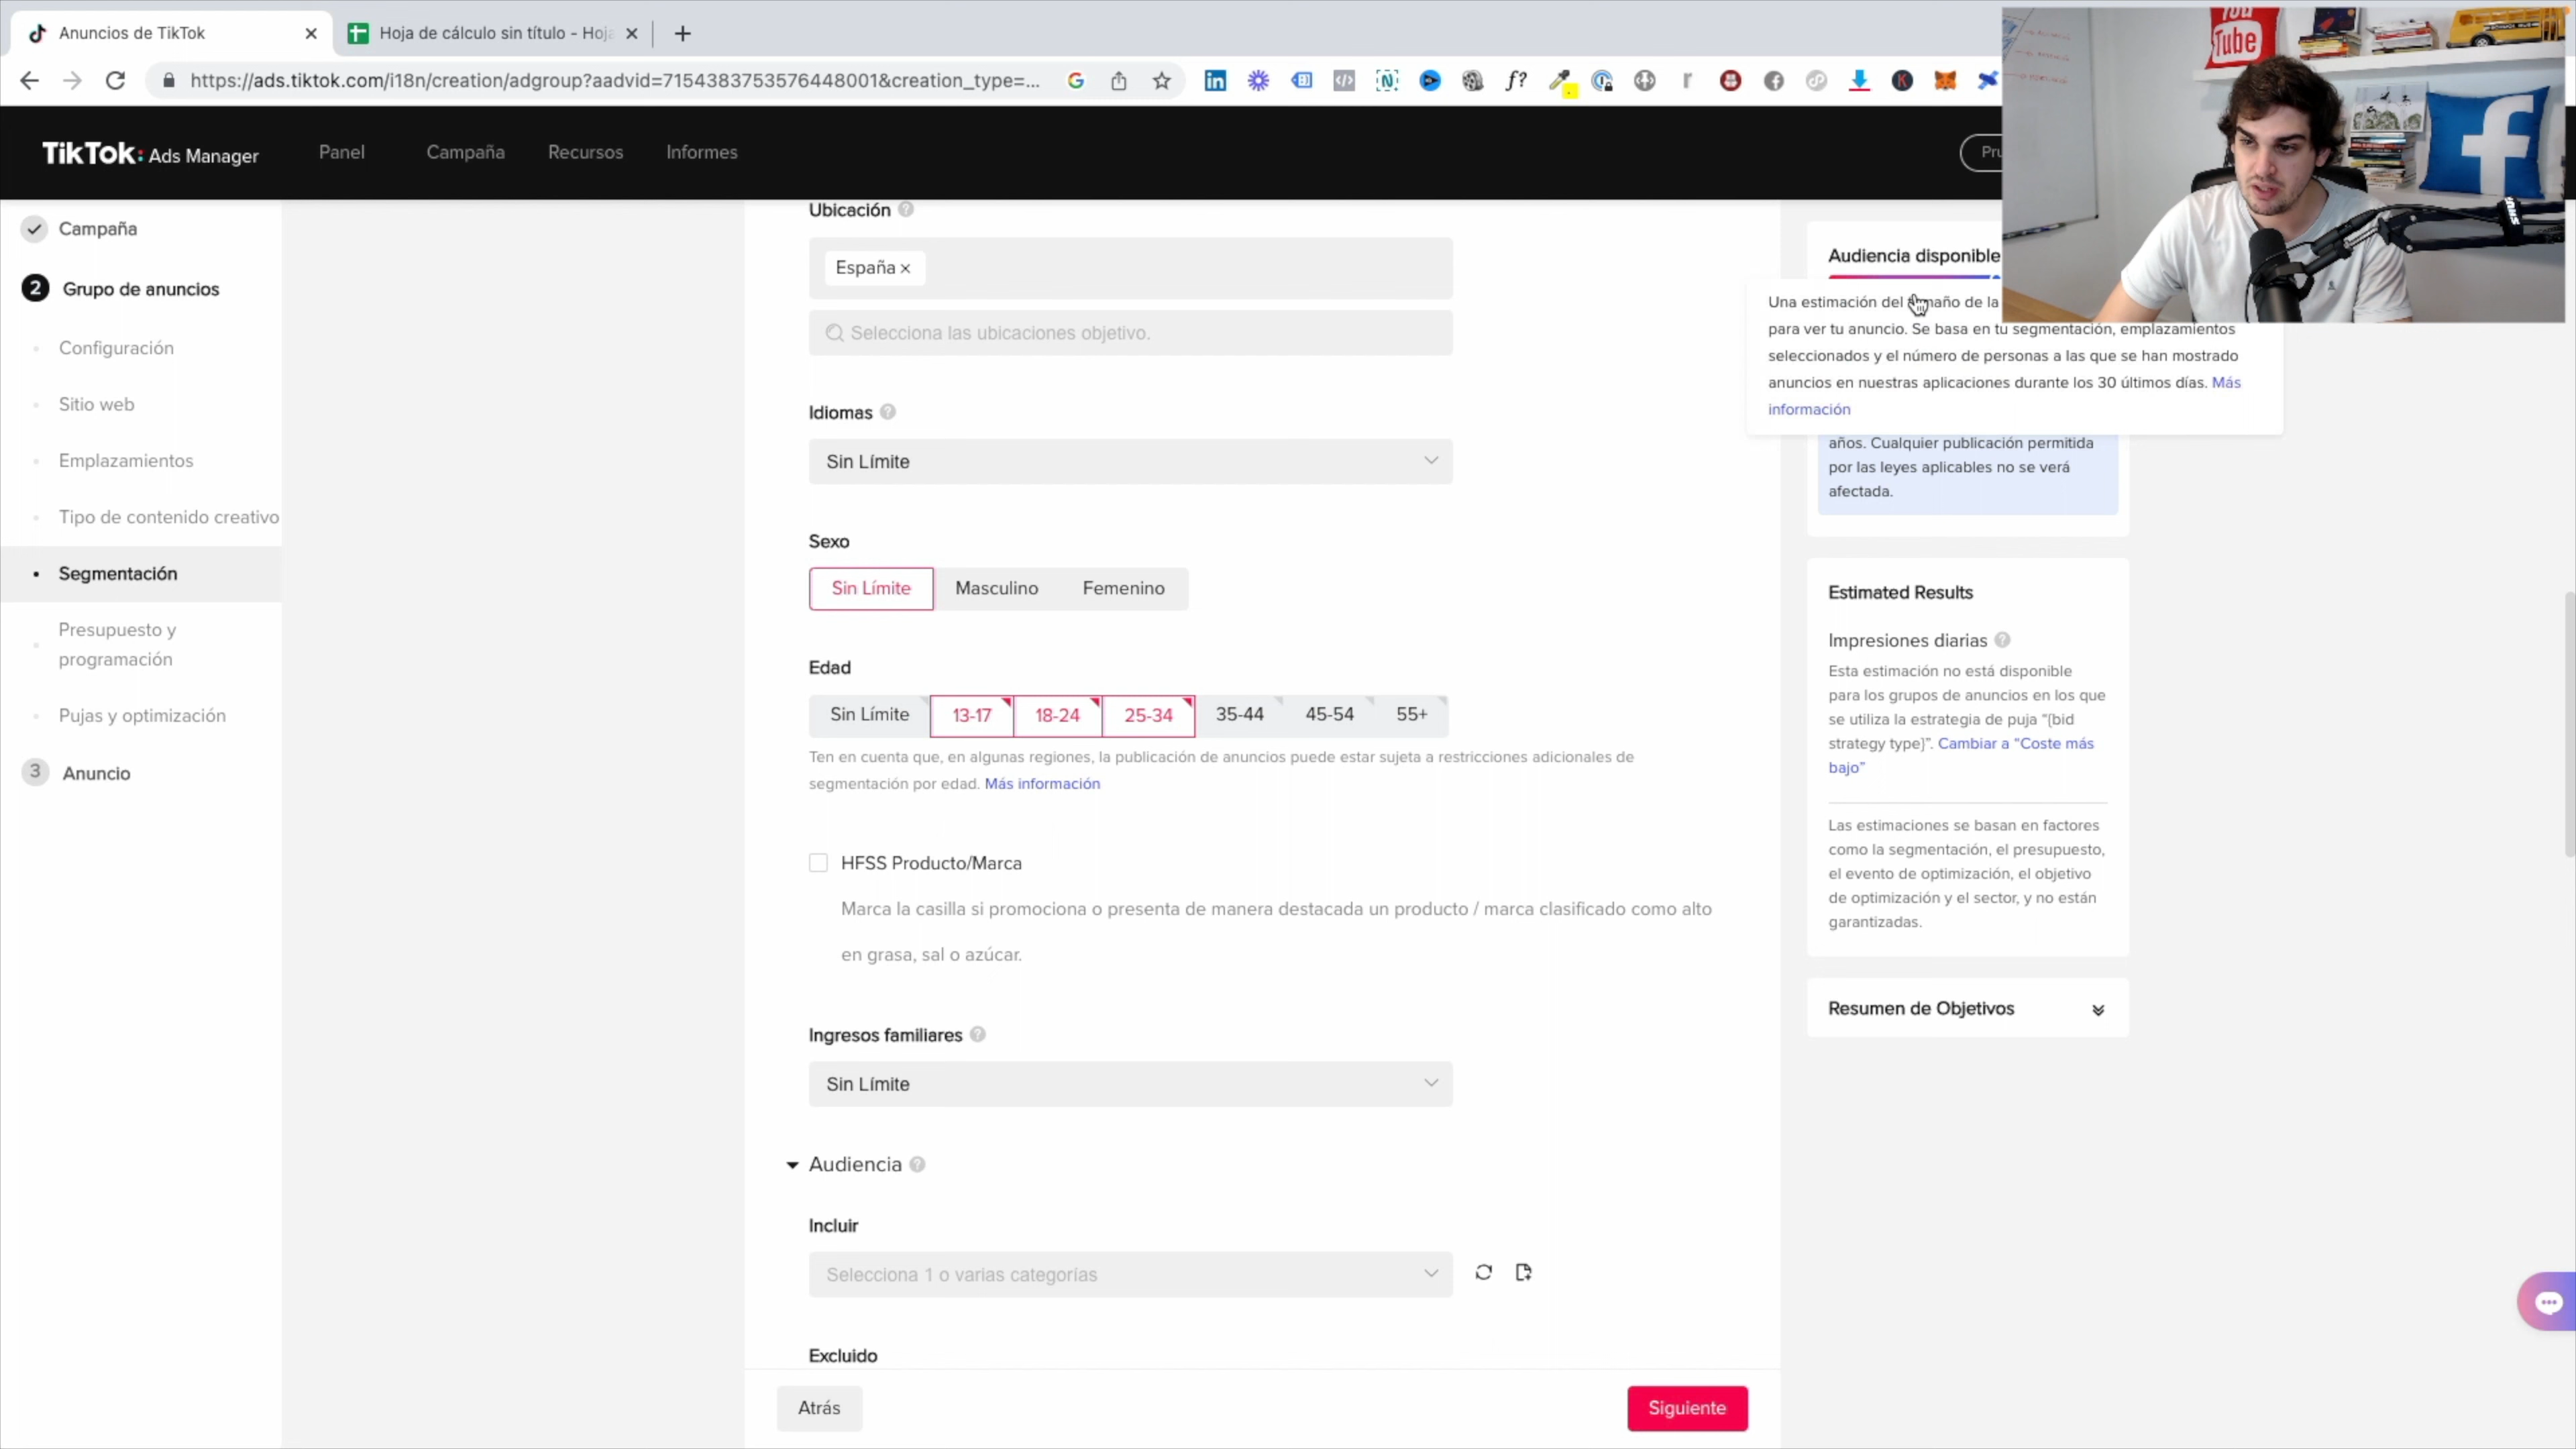 Anuncios de TikTok
Hoja de cálculo sin título - Hoja
https://ads.tiktok.com/i18n/creation/adgroup?aadvid=7154383753576448001&creation_type=...
TikTok: Ads Manager
Panel
Campaña
Recursos
Informes
Pru
You
Tube
Campaña
2 Grupo de anuncios
Configuración
Sitio web
Emplazamientos
Tipo de contenido creativo
Segmentación
Presupuesto y
programación
Pujas y optimización
3 Anuncio
Ubicación
España ×
Selecciona las ubicaciones objetivo.
Idiomas
Sin Límite
Sexo
Sin Límite Masculino Femenino
Edad
Sin Límite 13-17 18-24 25-34 35-44 45-54 55+
Ten en cuenta que, en algunas regiones, la publicación de anuncios puede estar sujeta a restricciones adicionales de
segmentación por edad. Más información
HFSS Producto/Marca
Marca la casilla si promociona o presenta de manera destacada un producto / marca clasificado como alto
en grasa, sal o azúcar.
Ingresos familiares
Sin Límite
Audiencia
Incluir
Selecciona 1 o varias categorías
Excluido
Atrás
Siguiente
Audiencia disponible
Una estimación del de la
para ver tu anuncio. Se basa en tu segmentación, emplazamientos
seleccionados y el número de personas a las que se han mostrado
anuncios en nuestras aplicaciones durante los 30 últimos días. Más
información
años. Cualquier publicación permitida
por las leyes aplicables no se verá
afectada.
Estimated Results
Impresiones diarias
Esta estimación no está disponible
para los grupos de anuncios en los que
se utiliza la estrategia de puja “{bid
strategy type}”. Cambiar a “Coste más
bajo”
Las estimaciones se basan en factores
como la segmentación, el presupuesto,
el evento de optimización, el objetivo
de optimización y el sector, y no están
garantizadas.
Resumen de Objetivos